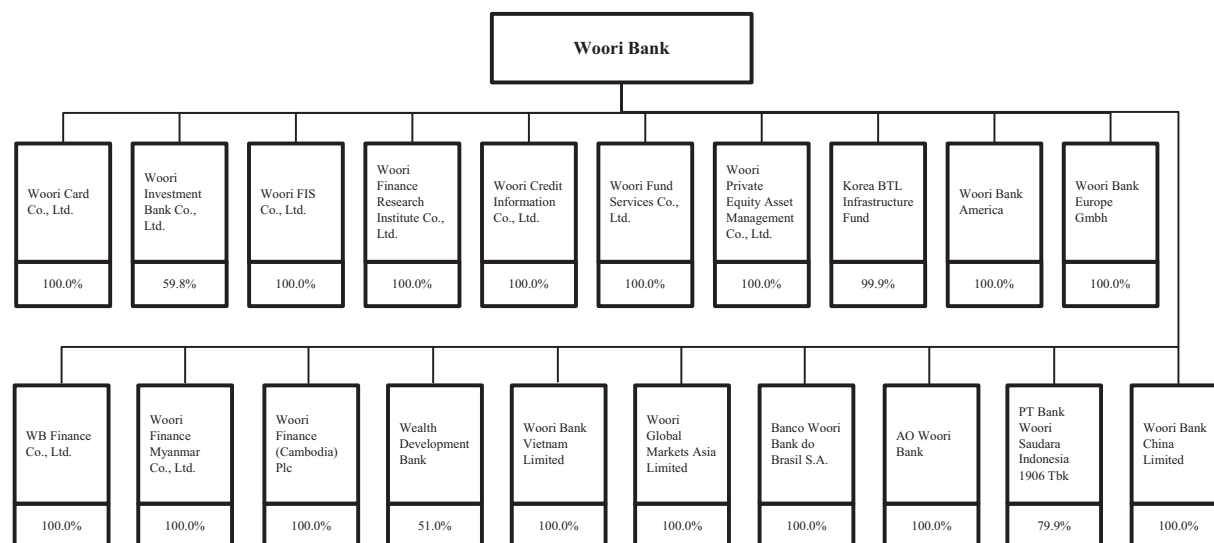 Woori Bank
Woori Card
Co., Ltd.
100.0%
Woori
Investment
Bank Co.,
Ltd.
59.8%
Woori FIS
Co., Ltd.
100.0%
Woori
Finance
Research
Institute Co.,
Ltd.
100.0%
Woori Credit
Information
Co., Ltd.
100.0%
Woori Fund
Services Co.,
Ltd.
100.0%
Woori
Private
Equity Asset
Management
Co., Ltd.
100.0%
Korea BTL
Infrastructure
Fund
99.9%
Woori Bank
America
100.0%
Woori Bank
Europe
Gmbh
100.0%
WB Finance
Co., Ltd.
100.0%
Woori
Finance
Myanmar
Co., Ltd.
100.0%
Woori
Finance
(Cambodia)
Plc
100.0%
Wealth
Development
Bank
51.0%
Woori Bank
Vietnam
Limited
100.0%
Woori
Global
Markets Asia
Limited
100.0%
Banco Woori
Bank do
Brasil S.A.
100.0%
AO Woori
Bank
100.0%
PT Bank
Woori
Saudara
Indonesia
1906 Tbk
79.9%
Woori Bank
China
Limited
100.0%